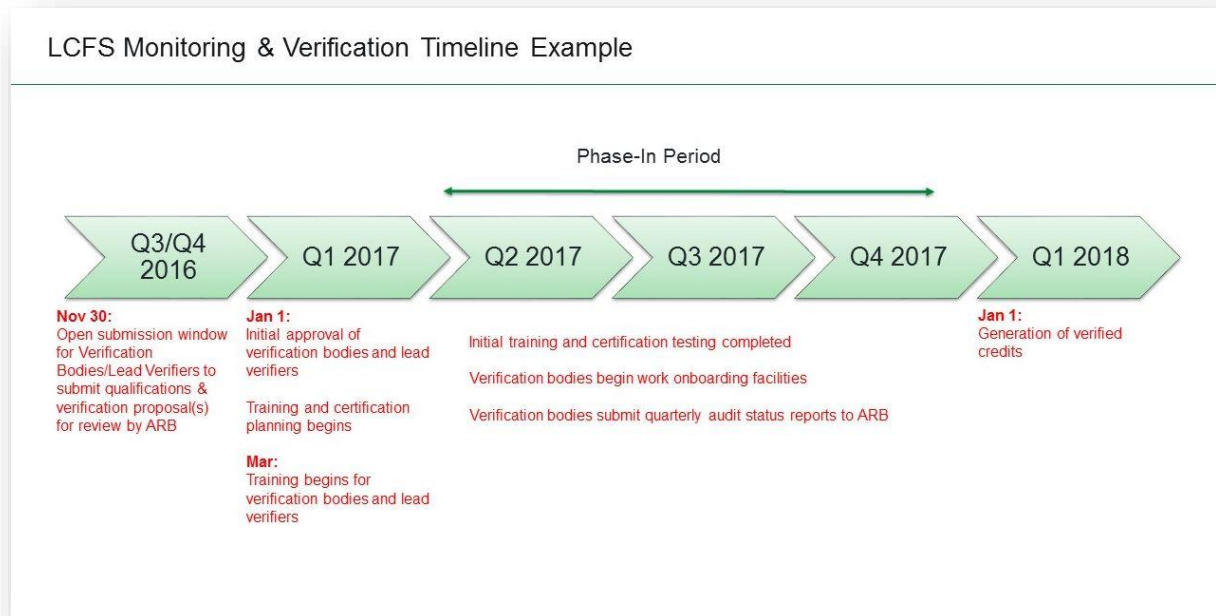 LCFS Monitoring & Verification Timeline Example
Phase-In Period
Q3/Q4
2016
Q1 2017
Q2 2017
Q3 2017
Q4 2017
Q1 2018
Nov 30:
Open submission window
for Verification
Bodies/Lead Verifiers to
submit qualifications &
verification proposal(s)
for review by ARB
Jan 1:
Initial approval of
verification bodies and lead
verifiers
Training and certification
planning begins
Mar:
Training begins for
verification bodies and lead
verifiers
Initial training and certification testing completed
Verification bodies begin work onboarding facilities
Verification bodies submit quarterly audit status reports to ARB
Jan 1:
Generation of verified
credits